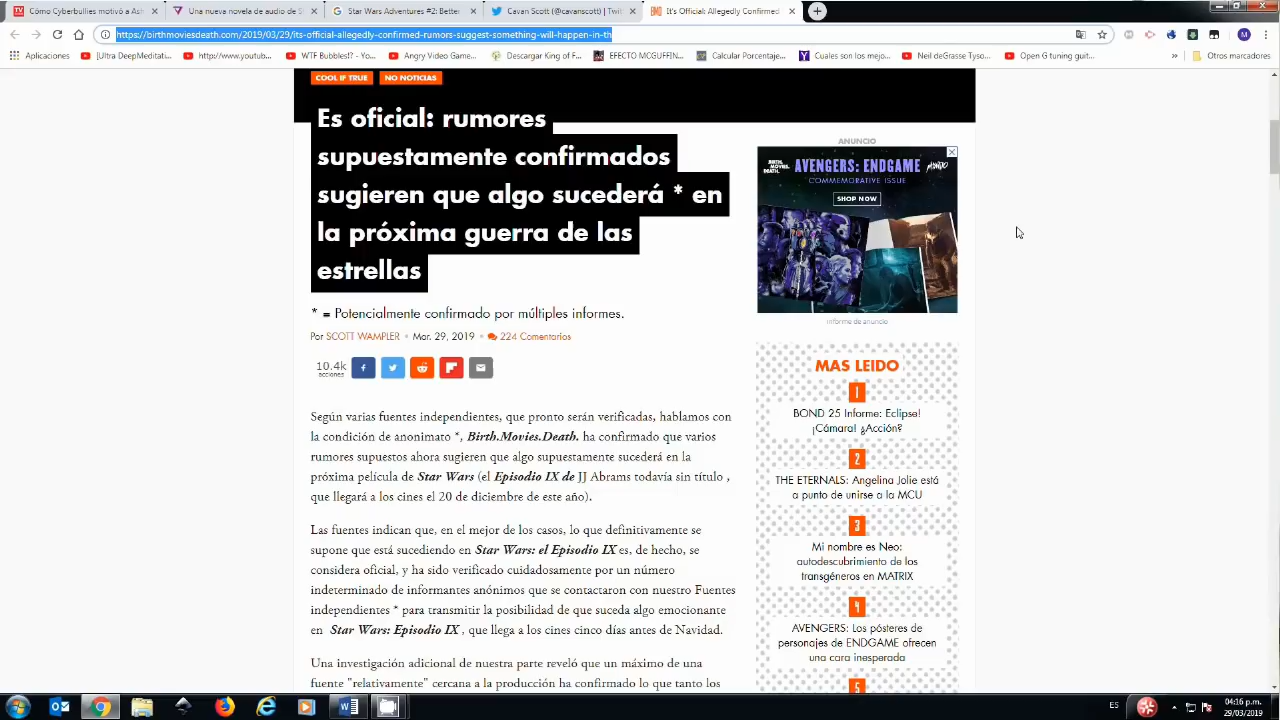 Cómo Cyberbullies motivó a Ash
Una nueva novela de audio de S
Star Wars Adventures #2: Better
Cavan Scott (@cavanscott) | Twit
It's Official: Allegedly Confirmed
https://birthmoviesdeath.com/2019/03/29/its-official-allegedly-confirmed-rumors-suggest-something-will-happen-in-th
Aplicaciones
[Ultra DeepMeditati...
http://www.youtub...
WTF Bubbles!? - Yo...
Angry Video Game...
Descargar King of F...
EFECTO MCGUFFIN...
Calcular Porcentaje...
Cuales son los mejo...
Neil deGrasse Tyso...
Open G tuning guit...
»
Otros marcadores
COOL IF TRUE
NO NOTICIAS
Es oficial: rumores
supuestamente confirmados
sugieren que algo sucederá * en
la próxima guerra de las
estrellas
* = Potencialmente confirmado por múltiples informes.
Por SCOTT WAMPLER • Mar. 29, 2019 • 224 Comentarios
10.4k
acciones
Según varias fuentes independientes, que pronto serán verificadas, hablamos con
la condición de anonimato *, Birth.Movies.Death. ha confirmado que varios
rumores supuestos ahora sugieren que algo supuestamente sucederá en la
próxima película de Star Wars (el Episodio IX de JJ Abrams todavía sin título ,
que llegará a los cines el 20 de diciembre de este año).
Las fuentes indican que, en el mejor de los casos, lo que definitivamente se
supone que está sucediendo en Star Wars: el Episodio IX es, de hecho, se
considera oficial, y ha sido verificado cuidadosamente por un número
indeterminado de informantes anónimos que se contactaron con nuestro Fuentes
independientes * para transmitir la posibilidad de que suceda algo emocionante
en Star Wars: Episodio IX , que llega a los cines cinco días antes de Navidad.
Una investigación adicional de nuestra parte reveló que un máximo de una
fuente "relativamente" cercana a la producción ha confirmado lo que tanto los
ANUNCIO
BIRTH.
MOVIES.
DEATH.
AVENGERS: ENDGAME
MONDO
COMMEMORATIVE ISSUE
SHOP NOW
informe de anuncio
MAS LEIDO
1
BOND 25 Informe: Eclipse!
¡Cámara! ¿Acción?
2
THE ETERNALS: Angelina Jolie está
a punto de unirse a la MCU
3
Mi nombre es Neo:
autodescubrimiento de los
transgéneros en MATRIX
4
AVENGERS: Los pósteres de
personajes de ENDGAME ofrecen
una cara inesperada
5
ES
04:16 p.m.
29/03/2019